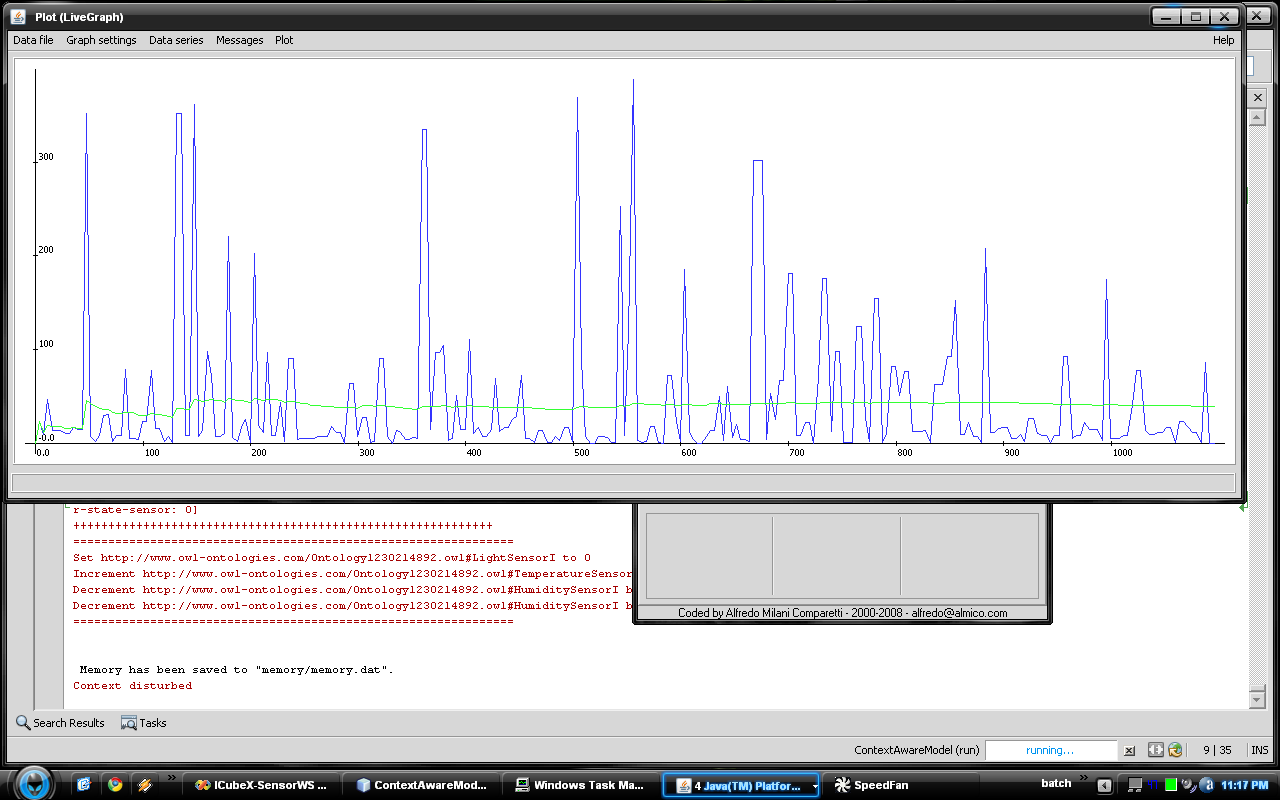 Plot (LiveGraph)
Data file Graph settings Data series Messages Plot Help
300
200
100
-0.0
0.0 100 200 300 400 500 600 700 800 900 1000
r-state-sensor: 0]
++++++++++++++++++++++++++++++++++++++++++++++++++++++++++++
===============================================================
Set http://www.owl-ontologies.com/Ontology1230214892.owl#LightSensorI to 0
Increment http://www.owl-ontologies.com/Ontology1230214892.owl#TemperatureSensor
Decrement http://www.owl-ontologies.com/Ontology1230214892.owl#HumiditySensorI b
Decrement http://www.owl-ontologies.com/Ontology1230214892.owl#HumiditySensorI b
===============================================================
Coded by Alfredo Milani Comparetti - 2000-2008 - alfredo@almico.com
Memory has been saved to "memory/memory.dat".
Context disturbed
Search Results Tasks
ContextAwareModel (run) running... 9 | 35 INS
ICubeX-SensorWS ... ContextAwareMod... Windows Task Ma... 4 Java(TM) Platfor... SpeedFan batch 11:17 PM